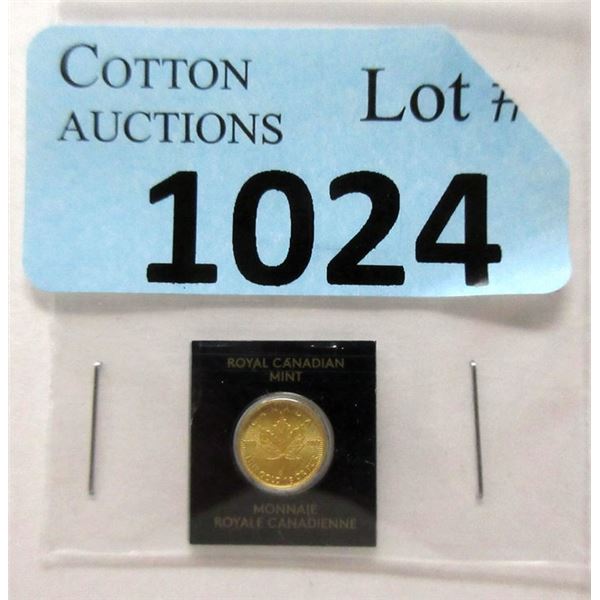 COTTON
AUCTIONS
Lot #
1024
ROYAL CANADIAN
MINT
MONNAIE
ROYALE CANADIENNE